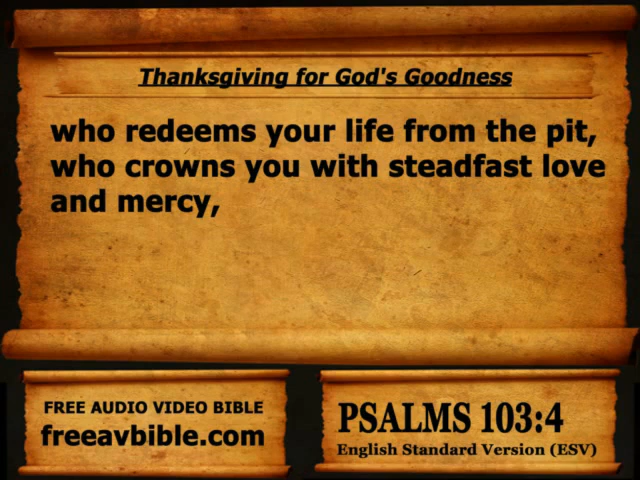 Thanksgiving for God's Goodness
who redeems your life from the pit,
who crowns you with steadfast love
and mercy,
FREE AUDIO VIDEO BIBLE
freeavbible.com
PSALMS 103:4
English Standard Version (ESV)